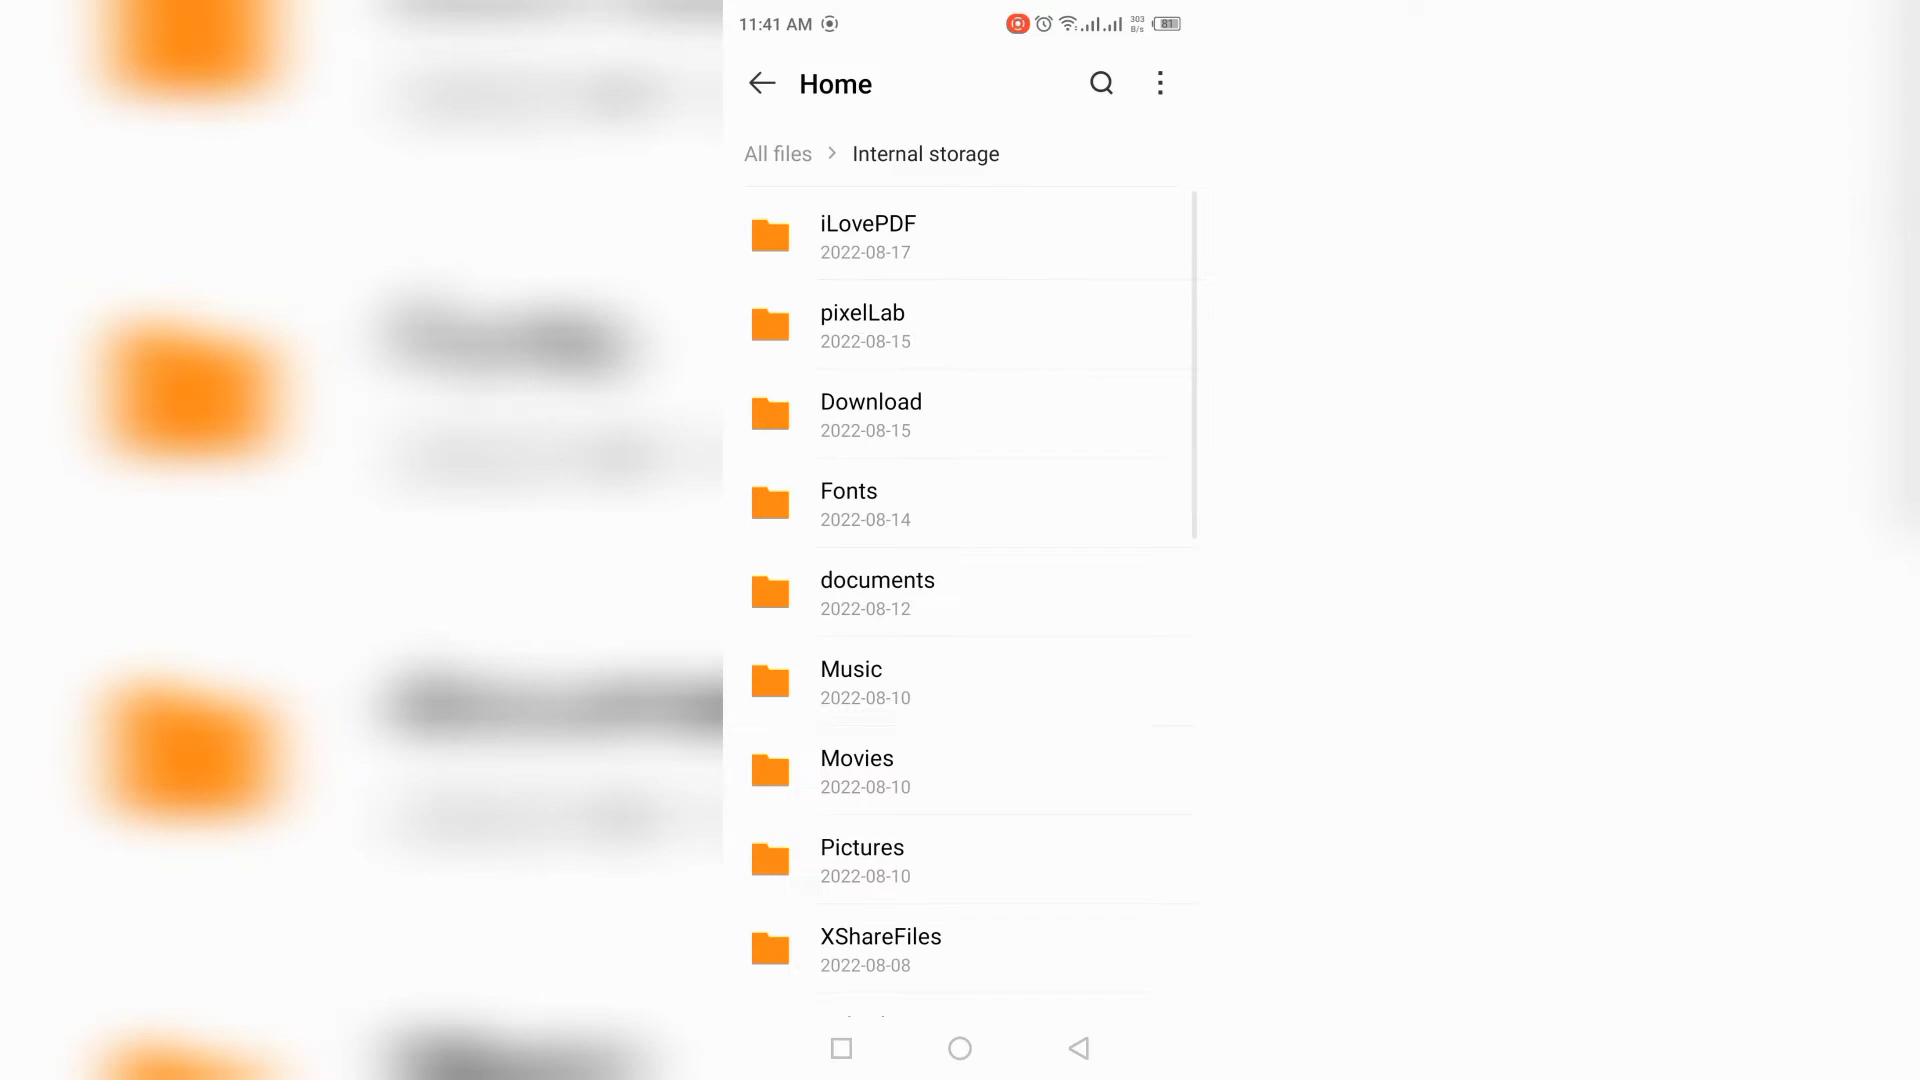 11:41 AM
303
B/s
81
Home
All files > Internal storage
iLovePDF
2022-08-17
pixelLab
2022-08-15
Download
2022-08-15
Fonts
2022-08-14
documents
2022-08-12
Music
2022-08-10
Movies
2022-08-10
Pictures
2022-08-10
XShareFiles
2022-08-08